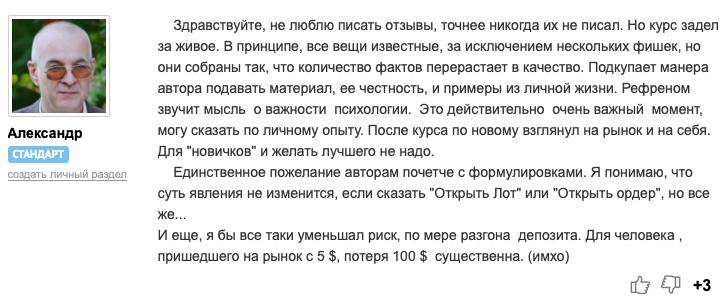 Здравствуйте, не люблю писать отзывы, точнее никогда их не писал. Но курс задел
за живое. В принципе, все вещи известные, за исключением нескольких фишек, но
они собраны так, что количество фактов перерастает в качество. Подкупает манера
автора подавать материал, ее честность, и примеры из личной жизни. Рефреном
звучит мысль о важности психологии. Это действительно очень важный момент,
могу сказать по личному опыту. После курса по новому взглянул на рынок и на себя.
Для "новичков" и желать лучшего не надо.
Единственное пожелание авторам почетче с формулировками. Я понимаю, что
суть явления не изменится, если сказать "Открыть Лот" или "Открыть ордер", но все
же...
И еще, я бы все таки уменьшал риск, по мере разгона депозита. Для человека ,
пришедшего на рынок с 5 $, потеря 100 $ существенна. (имхо)
Александр
СТАНДАРТ
создать личный раздел
+3